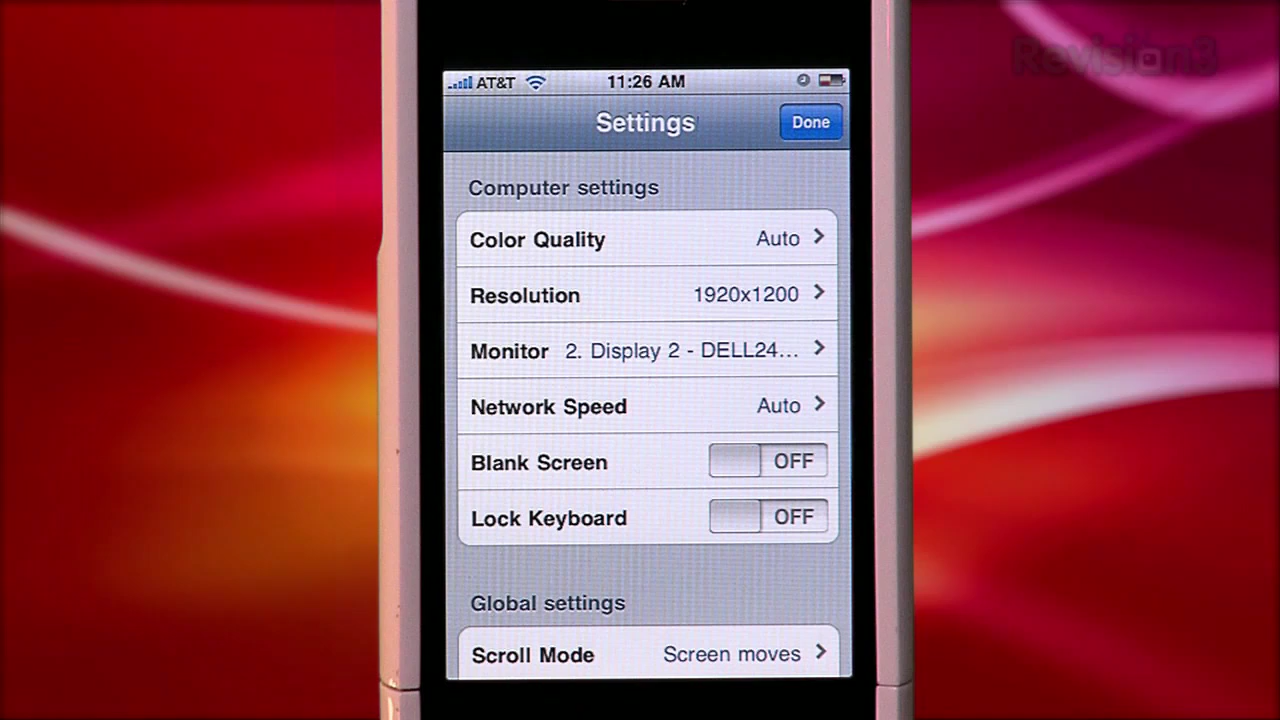 Revision3
AT&T 11:26 AM
Settings Done
Computer settings
Color Quality Auto
Resolution 1920x1200
Monitor 2. Display 2 - DELL24...
Network Speed Auto
Blank Screen OFF
Lock Keyboard OFF
Global settings
Scroll Mode Screen moves